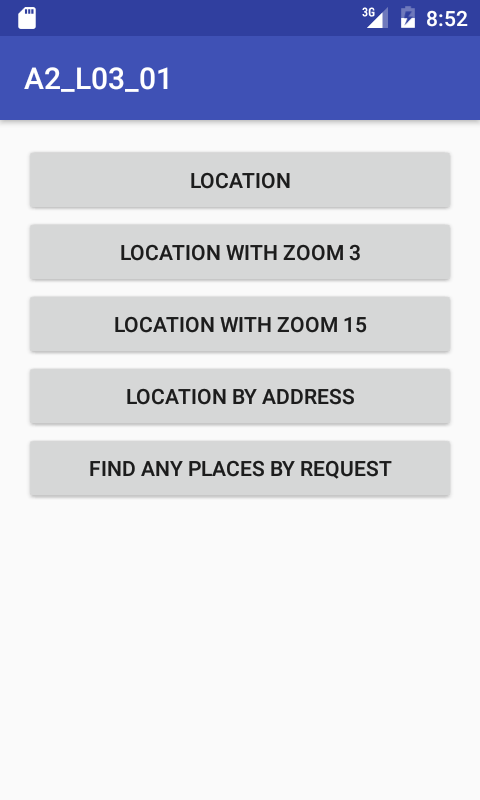 3G 8:52
A2_L03_01
LOCATION
LOCATION WITH ZOOM 3
LOCATION WITH ZOOM 15
LOCATION BY ADDRESS
FIND ANY PLACES BY REQUEST